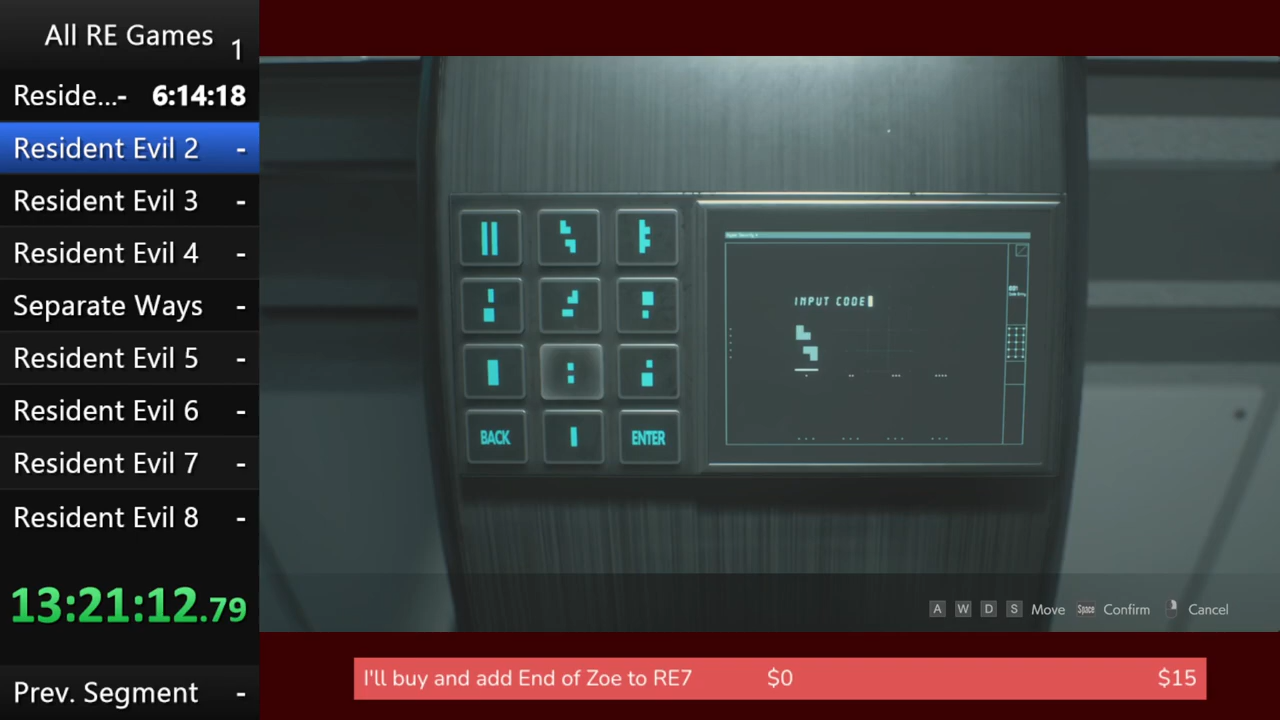 All RE Games
1
Reside...- 6:14:18
Resident Evil 2 -
Resident Evil 3 -
Resident Evil 4 -
Separate Ways -
Resident Evil 5 -
Resident Evil 6 -
Resident Evil 7 -
Resident Evil 8 -
13:21:12.79
Prev. Segment -
INPUT CODE
BACK
ENTER
A W D S Move Space Confirm Cancel
I'll buy and add End of Zoe to RE7 $0 $15